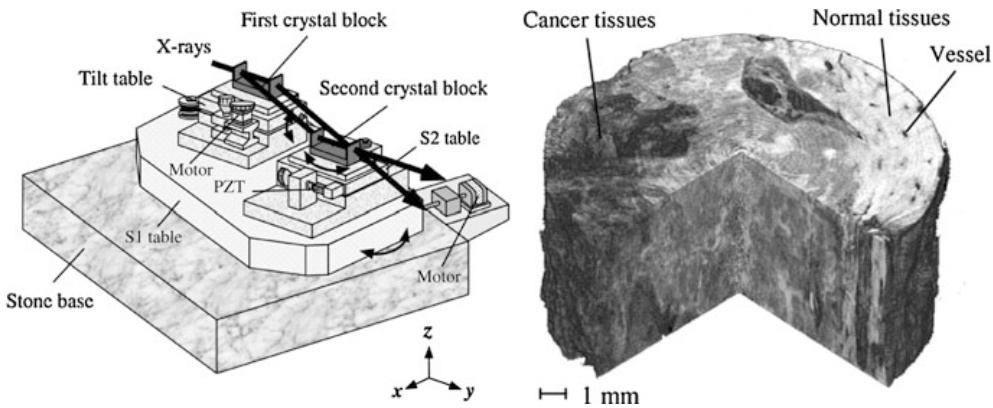 First crystal block
X-rays
Tilt table
Second crystal block
S2 table
Motor
PZT
S1 table
Motor
Stone base
z
x
y
Cancer tissues
Normal tissues
Vessel
1 mm